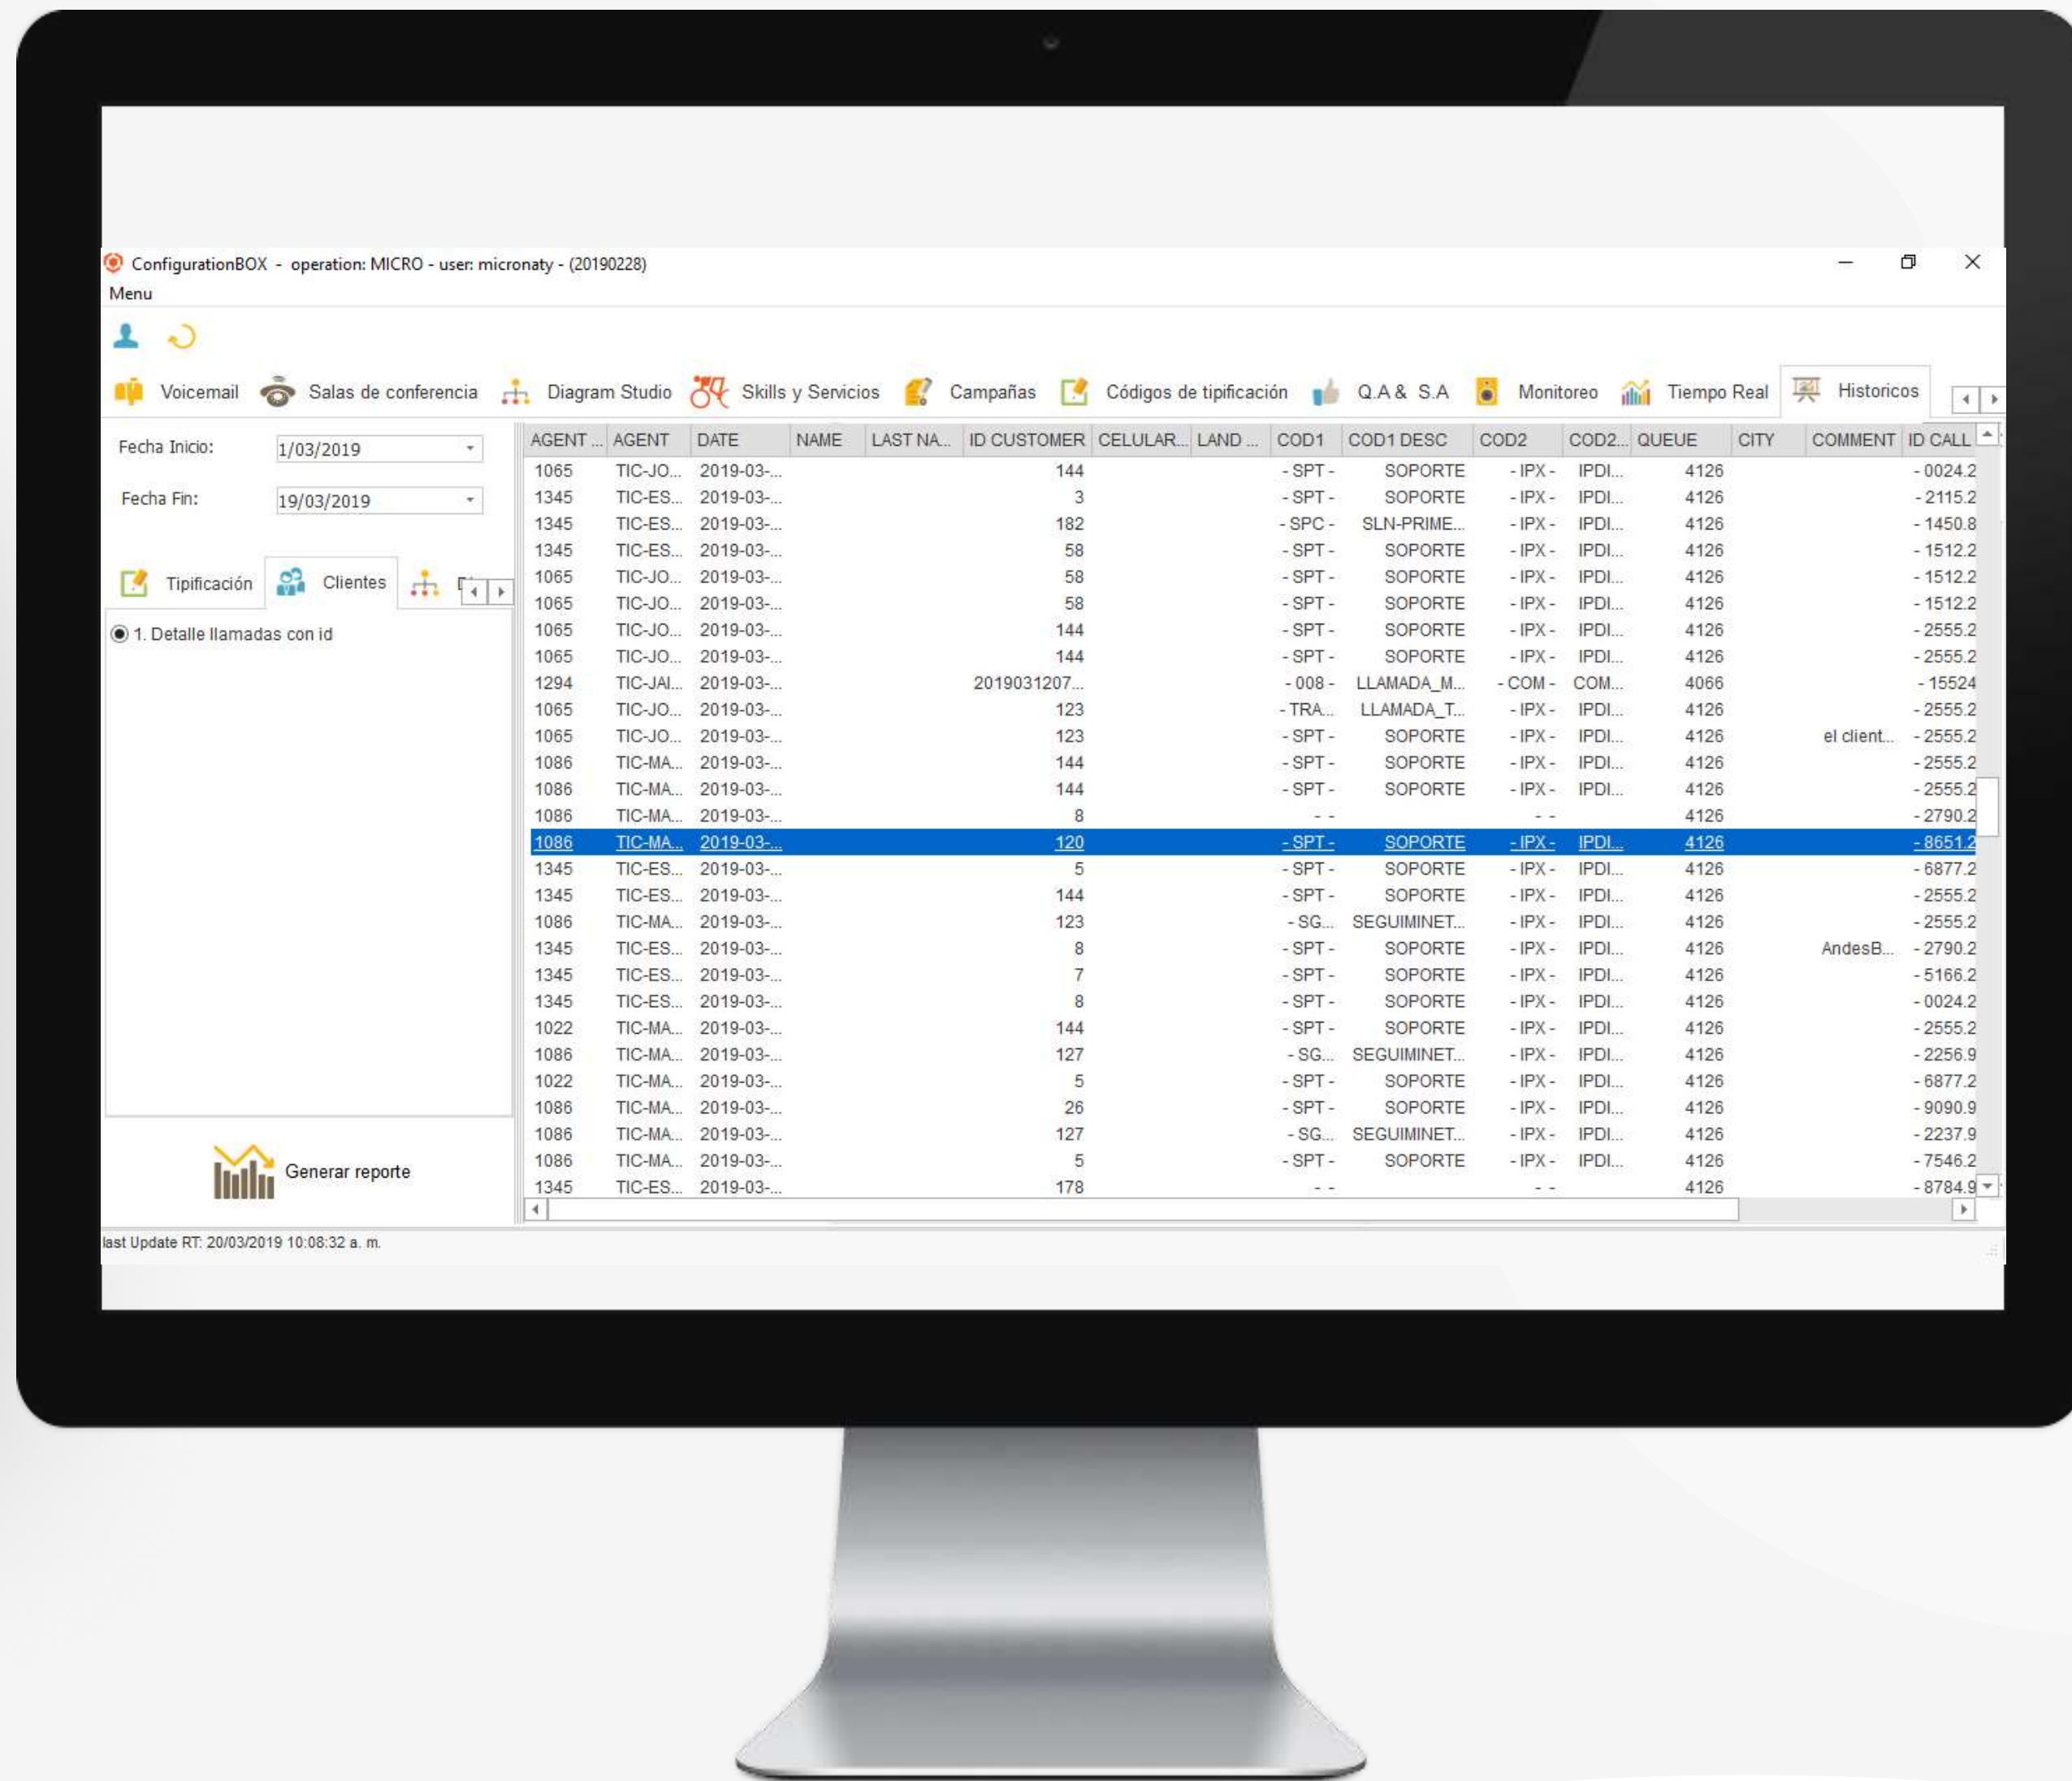 ConfigurationBOX - operation: MICRO - user: micronaty - (20190228)
Menu
Voicemail Salas de conferencia Diagram Studio Skills y Servicios Campañas Códigos de tipificación Q.A & S.A Monitoreo Tiempo Real Historicos
Fecha Inicio: 1/03/2019
Fecha Fin: 19/03/2019
Tipificación Clientes
1. Detalle llamadas con id
Generar reporte
AGENT ... AGENT DATE NAME LAST NA... ID CUSTOMER CELULAR... LAND ... COD1 COD1 DESC COD2 COD2... QUEUE CITY COMMENT ID CALL
1065 TIC-JO... 2019-03-... 144 - SPT - SOPORTE - IPX - IPDI... 4126 - 0024.2
1345 TIC-ES... 2019-03-... 3 - SPT - SOPORTE - IPX - IPDI... 4126 - 2115.2
1345 TIC-ES... 2019-03-... 182 - SPC - SLN-PRIME... - IPX - IPDI... 4126 - 1450.8
1345 TIC-ES... 2019-03-... 58 - SPT - SOPORTE - IPX - IPDI... 4126 - 1512.2
1065 TIC-JO... 2019-03-... 58 - SPT - SOPORTE - IPX - IPDI... 4126 - 1512.2
1065 TIC-JO... 2019-03-... 58 - SPT - SOPORTE - IPX - IPDI... 4126 - 1512.2
1065 TIC-JO... 2019-03-... 144 - SPT - SOPORTE - IPX - IPDI... 4126 - 2555.2
1065 TIC-JO... 2019-03-... 144 - SPT - SOPORTE - IPX - IPDI... 4126 - 2555.2
1294 TIC-JAI... 2019-03-... 2019031207... - 008 - LLAMADA_M... - COM - COM... 4066 - 15524
1065 TIC-JO... 2019-03-... 123 - TRA... LLAMADA_T... - IPX - IPDI... 4126 - 2555.2
1065 TIC-JO... 2019-03-... 123 - SPT - SOPORTE - IPX - IPDI... 4126 el client... - 2555.2
1086 TIC-MA... 2019-03-... 144 - SPT - SOPORTE - IPX - IPDI... 4126 - 2555.2
1086 TIC-MA... 2019-03-... 144 - SPT - SOPORTE - IPX - IPDI... 4126 - 2555.2
1086 TIC-MA... 2019-03-... 8 - - - - 4126 - 2790.2
1086 TIC-MA... 2019-03-... 120 - SPT - SOPORTE - IPX - IPDI... 4126 - 8651.2
1345 TIC-ES... 2019-03-... 5 - SPT - SOPORTE - IPX - IPDI... 4126 - 6877.2
1345 TIC-ES... 2019-03-... 144 - SPT - SOPORTE - IPX - IPDI... 4126 - 2555.2
1086 TIC-MA... 2019-03-... 123 - SG... SEGUIMINET... - IPX - IPDI... 4126 - 2555.2
1345 TIC-ES... 2019-03-... 8 - SPT - SOPORTE - IPX - IPDI... 4126 AndesB... - 2790.2
1345 TIC-ES... 2019-03-... 7 - SPT - SOPORTE - IPX - IPDI... 4126 - 5166.2
1345 TIC-ES... 2019-03-... 8 - SPT - SOPORTE - IPX - IPDI... 4126 - 0024.2
1022 TIC-MA... 2019-03-... 144 - SPT - SOPORTE - IPX - IPDI... 4126 - 2555.2
1086 TIC-MA... 2019-03-... 127 - SG... SEGUIMINET... - IPX - IPDI... 4126 - 2256.9
1022 TIC-MA... 2019-03-... 5 - SPT - SOPORTE - IPX - IPDI... 4126 - 6877.2
1086 TIC-MA... 2019-03-... 26 - SPT - SOPORTE - IPX - IPDI... 4126 - 9090.9
1086 TIC-MA... 2019-03-... 127 - SG... SEGUIMINET... - IPX - IPDI... 4126 - 2237.9
1086 TIC-MA... 2019-03-... 5 - SPT - SOPORTE - IPX - IPDI... 4126 - 7546.2
1345 TIC-ES... 2019-03-... 178 - - - - 4126 - 8784.9
last Update RT: 20/03/2019 10:08:32 a. m.